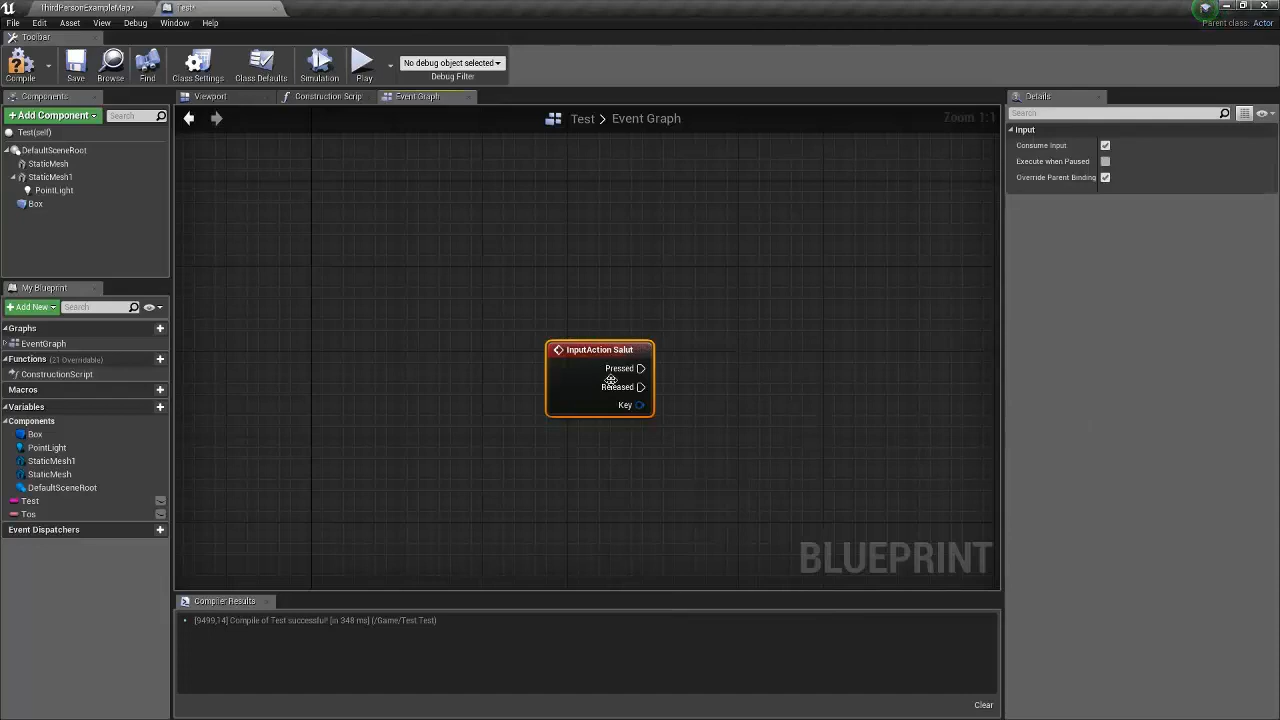 ThirdPersonExampleMap*
Test*
File Edit Asset View Debug Window Help
Parent class: Actor
Toolbar
Compile
Save
Browse
Find
Class Settings
Class Defaults
Simulation
Play
No debug object selected
Debug Filter
Components
Add Component
Search
Test(self)
DefaultSceneRoot
StaticMesh
StaticMesh1
PointLight
Box
My Blueprint
Add New
Search
Graphs
EventGraph
Functions (21 Overridable)
ConstructionScript
Macros
Variables
Components
Box
PointLight
StaticMesh1
StaticMesh
DefaultSceneRoot
Test
Tos
Event Dispatchers
Viewport
Construction Scrip
Event Graph
Test > Event Graph
Zoom 1:1
InputAction Salut
Pressed
Released
Key
BLUEPRINT
Compiler Results
[9499,14] Compile of Test successful! [in 348 ms] (/Game/Test.Test)
Clear
Details
Search
Input
Consume Input
Execute when Paused
Override Parent Binding